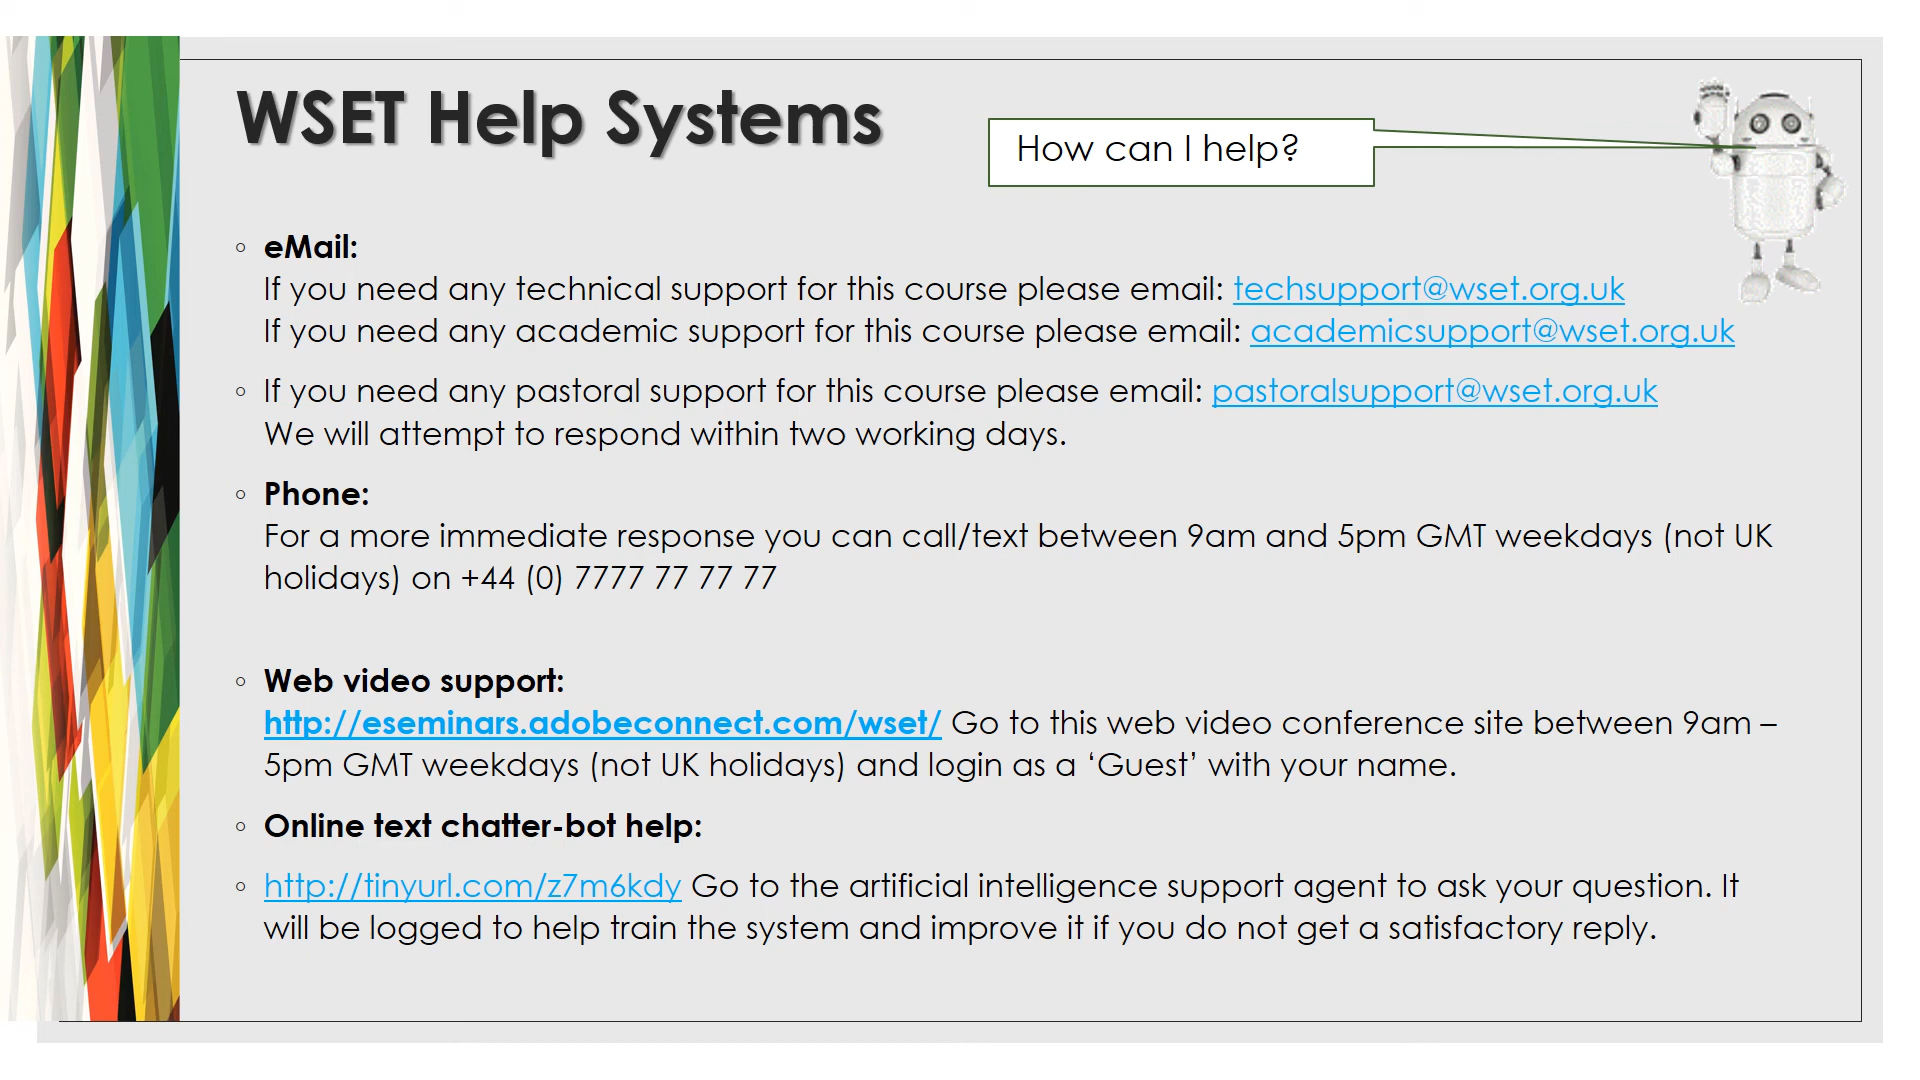 WSET Help Systems
How can I help?
◦ eMail:
If you need any technical support for this course please email: techsupport@wset.org.uk
If you need any academic support for this course please email: academicsupport@wset.org.uk
◦ If you need any pastoral support for this course please email: pastoralsupport@wset.org.uk
We will attempt to respond within two working days.
◦ Phone:
For a more immediate response you can call/text between 9am and 5pm GMT weekdays (not UK
holidays) on +44 (0) 7777 77 77 77
◦ Web video support:
http://eseminars.adobeconnect.com/wset/ Go to this web video conference site between 9am –
5pm GMT weekdays (not UK holidays) and login as a ‘Guest’ with your name.
◦ Online text chatter-bot help:
◦ http://tinyurl.com/z7m6kdy Go to the artificial intelligence support agent to ask your question. It
will be logged to help train the system and improve it if you do not get a satisfactory reply.